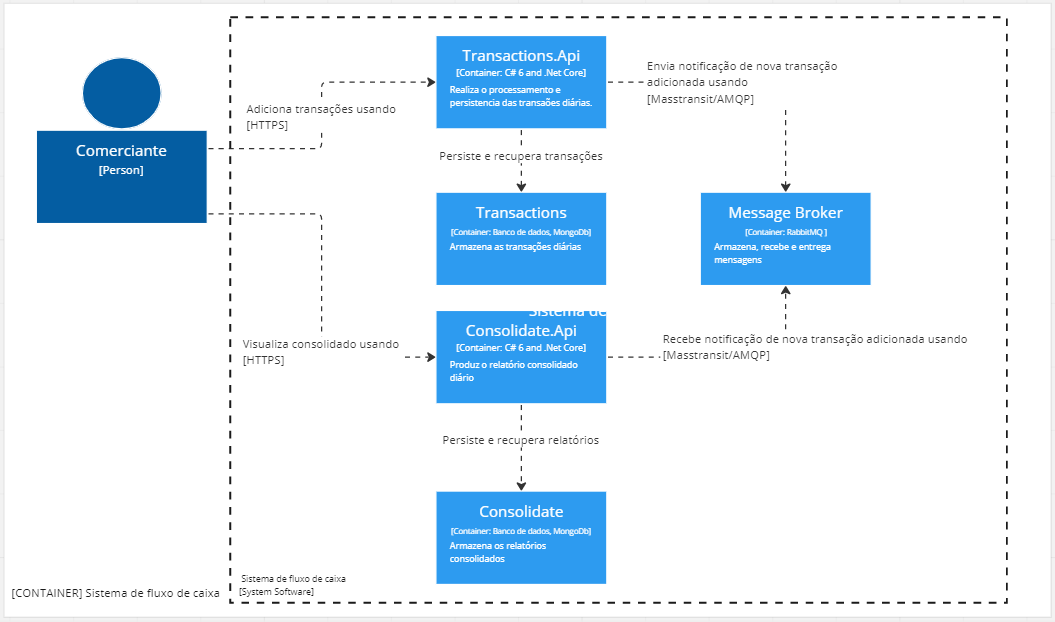 Comerciante
[Person]
Adiciona transações usando
[HTTPS]
Transactions.Api
[Container: C# 6 and .Net Core]
Realiza o processamento e
persistencia das transaões diárias.
Envia notificação de nova transação
adicionada usando
[Masstransit/AMQP]
Persiste e recupera transações
Transactions
[Container: Banco de dados, MongoDb]
Armazena as transações diárias
Message Broker
[Container: RabbitMQ ]
Armazena, recebe e entrega
mensagens
Sistema de
Visualiza consolidado usando
[HTTPS]
Consolidate.Api
[Container: C# 6 and .Net Core]
Produz o relatório consolidado
diário
Recebe notificação de nova transação adicionada usando
[Masstransit/AMQP]
Persiste e recupera relatórios
Consolidate
[Container: Banco de dados, MongoDb]
Armazena os relatórios
consolidados
Sistema de fluxo de caixa
[System Software]
[CONTAINER] Sistema de fluxo de caixa